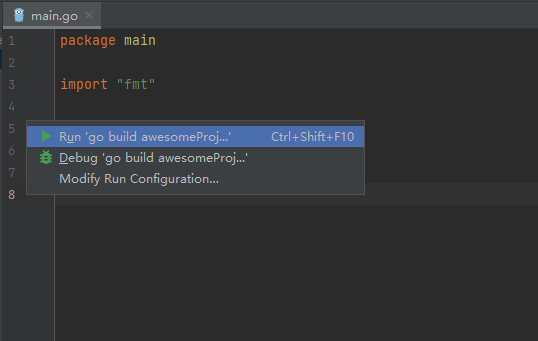 main.go
1 package main
2
3 import "fmt"
4
5
Run 'go build awesomeProj...' Ctrl+Shift+F10
6
Debug 'go build awesomeProj...'
7
Modify Run Configuration...
8